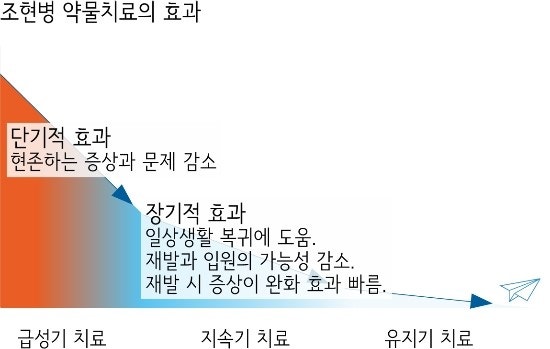 조현병 약물치료의 효과
단기적 효과
현존하는 증상과 문제 감소
장기적 효과
일상생활 복귀에 도움.
재발과 입원의 가능성 감소.
재발 시 증상이 완화 효과 빠름.
급성기 치료
지속기 치료
유지기 치료